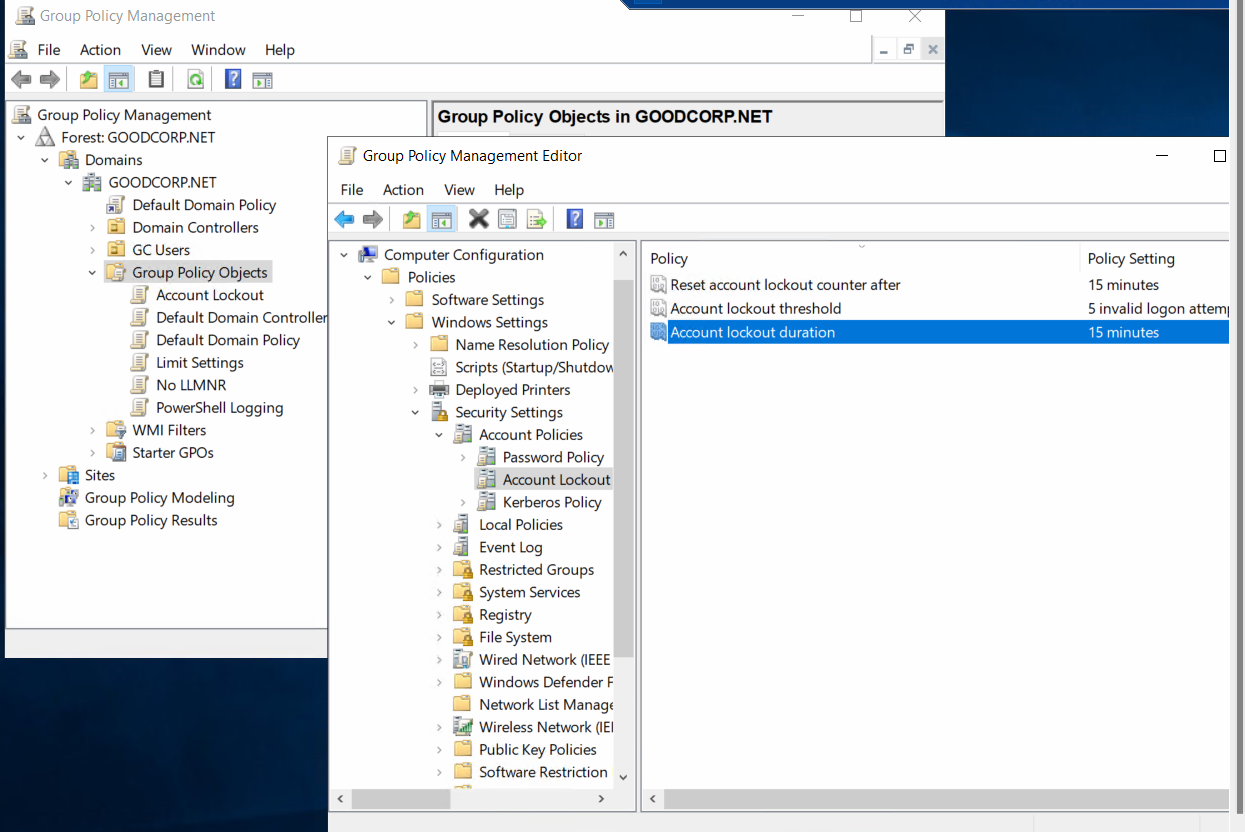 Group Policy Management
File Action View Window Help
Group Policy Management
Forest: GOODCORP.NET
Domains
GOODCORP.NET
Default Domain Policy
Domain Controllers
GC Users
Group Policy Objects
Account Lockout
Default Domain Controller
Default Domain Policy
Limit Settings
No LLMNR
PowerShell Logging
WMI Filters
Starter GPOs
Sites
Group Policy Modeling
Group Policy Results
Group Policy Objects in GOODCORP.NET
Group Policy Management Editor
File Action View Help
Computer Configuration
Policies
Software Settings
Windows Settings
Name Resolution Policy
Scripts (Startup/Shutdow
Deployed Printers
Security Settings
Account Policies
Password Policy
Account Lockout
Kerberos Policy
Local Policies
Event Log
Restricted Groups
System Services
Registry
File System
Wired Network (IEEE
Windows Defender F
Network List Manage
Wireless Network (IEE
Public Key Policies
Software Restriction
Policy Policy Setting
Reset account lockout counter after 15 minutes
Account lockout threshold 5 invalid logon attemp
Account lockout duration 15 minutes